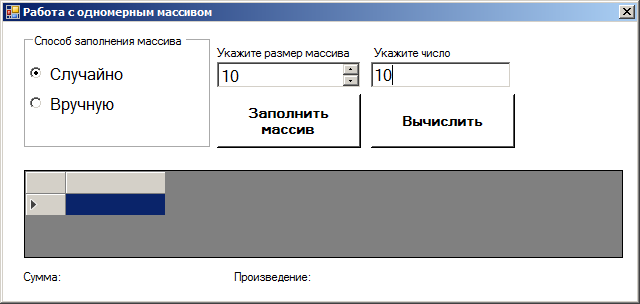 Работа с одномерным массивом
Способ заполнения массива
Случайно
Вручную
Укажите размер массива
10
Укажите число
10
Заполнить
массив
Вычислить
Сумма:
Произведение: